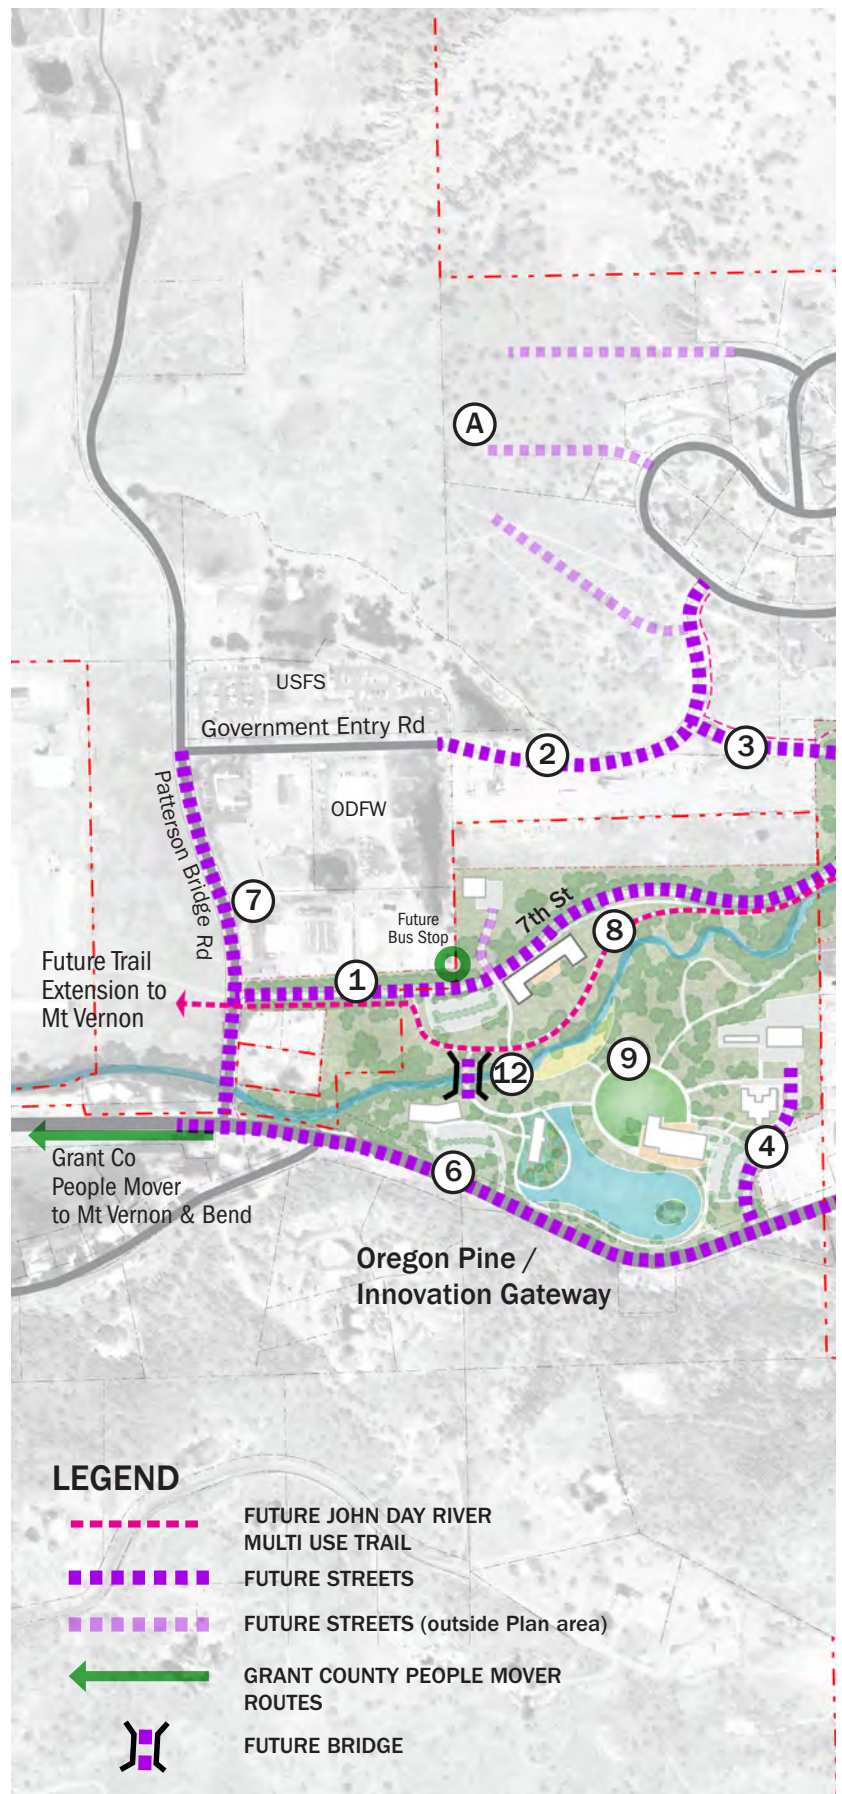 A
USFS
Government Entry Rd
2
3
Patterson Bridge Rd
ODFW
7
7th St
Future
Bus Stop
8
Future Trail
Extension to
Mt Vernon
1
9
12
4
Grant Co
People Mover
to Mt Vernon & Bend
6
Oregon Pine /
Innovation Gateway
LEGEND
FUTURE JOHN DAY RIVER
MULTI USE TRAIL
FUTURE STREETS
FUTURE STREETS (outside Plan area)
GRANT COUNTY PEOPLE MOVER
ROUTES
FUTURE BRIDGE